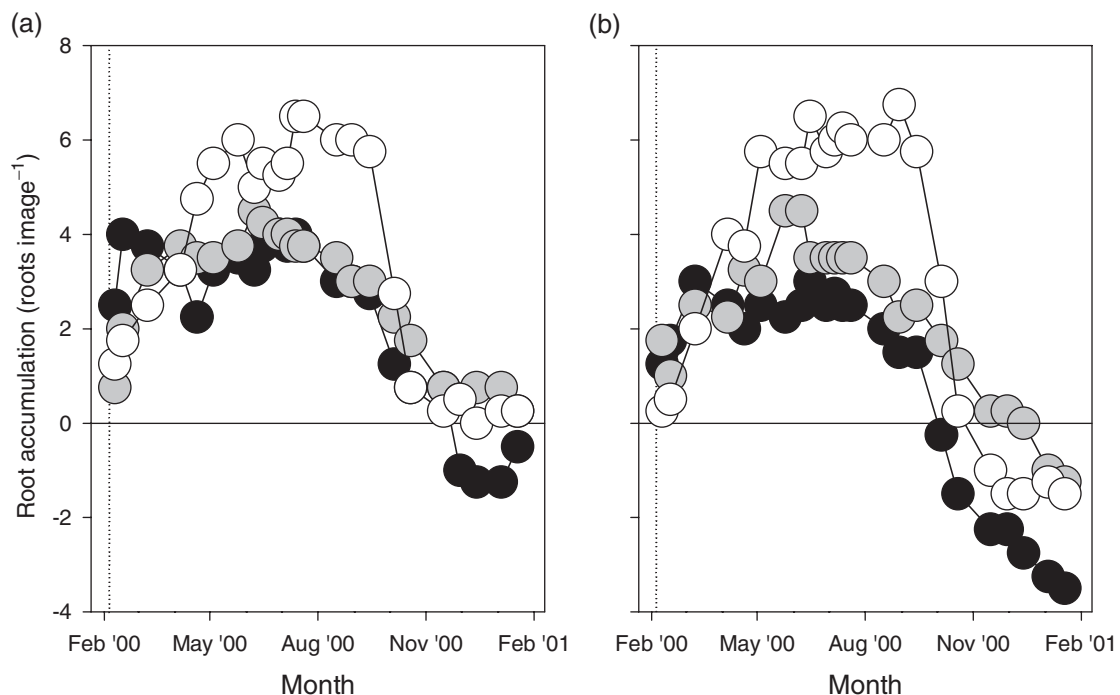 (a)
(b)
Root accumulation (roots image⁻¹)
8
6
4
2
0
-2
-4
Feb '00 May '00 Aug '00 Nov '00 Feb '01
Feb '00 May '00 Aug '00 Nov '00 Feb '01
Month
Month